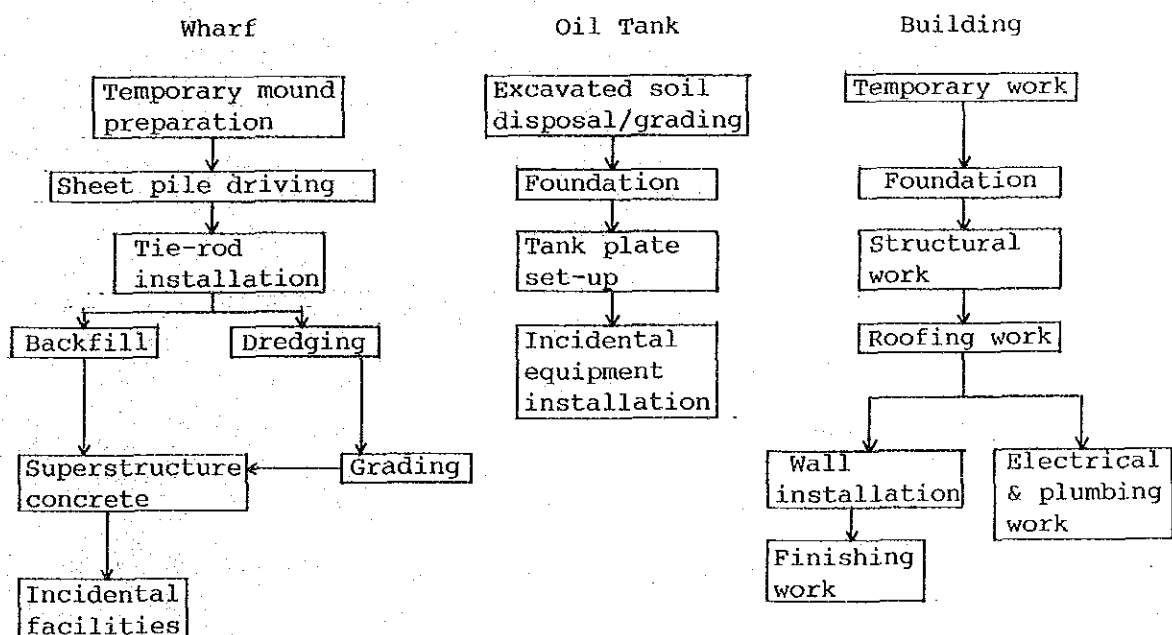 Wharf
Temporary mound
preparation
Sheet pile driving
Tie-rod
installation
Backfill
Dredging
Superstructure
concrete
Grading
Incidental
facilities
Oil Tank
Excavated soil
disposal/grading
Foundation
Tank plate
set-up
Incidental
equipment
installation
Building
Temporary work
Foundation
Structural
work
Roofing work
Wall
installation
Electrical
& plumbing
work
Finishing
work